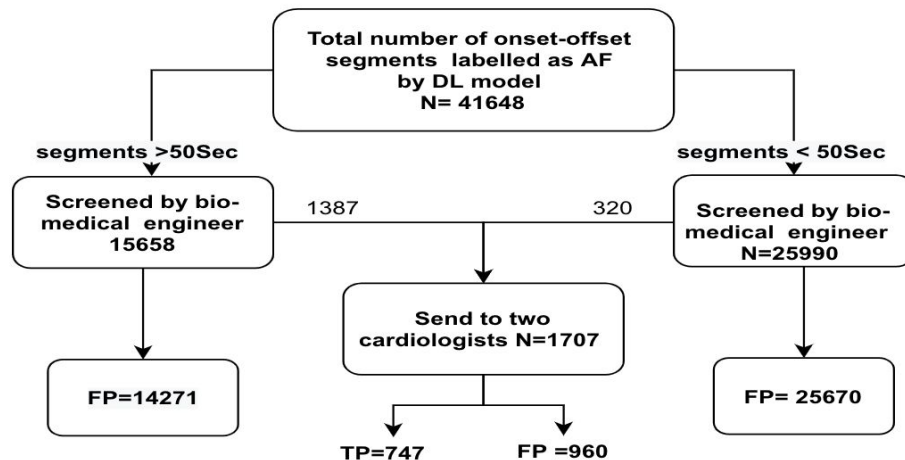 Total number of onset-offset
segments labelled as AF
by DL model
N= 41648
segments >50Sec
segments < 50Sec
Screened by bio-
medical engineer
15658
1387
320
Screened by bio-
medical engineer
N=25990
Send to two
cardiologists N=1707
FP=14271
FP= 25670
TP=747
FP=960